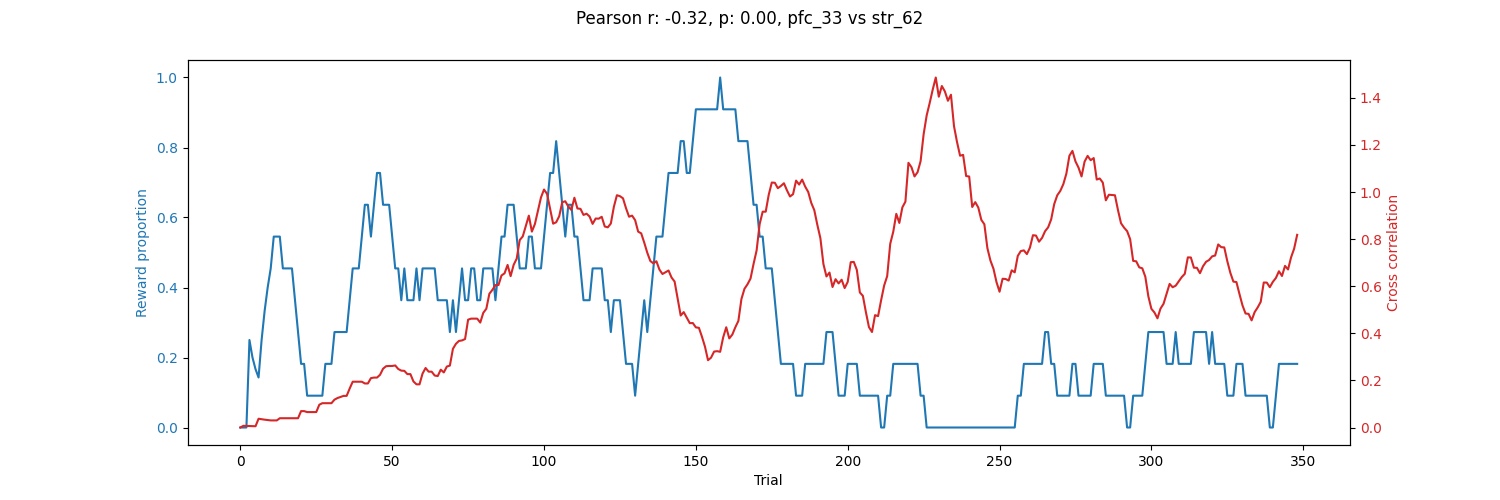 Pearson r: -0.32, p: 0.00, pfc_33 vs str_62
1.0
0.8
0.6
0.4
0.2
0.0
Reward proportion
1.4
1.2
1.0
0.8
0.6
0.4
0.2
0.0
Cross correlation
0 50 100 150 200 250 300 350
Trial